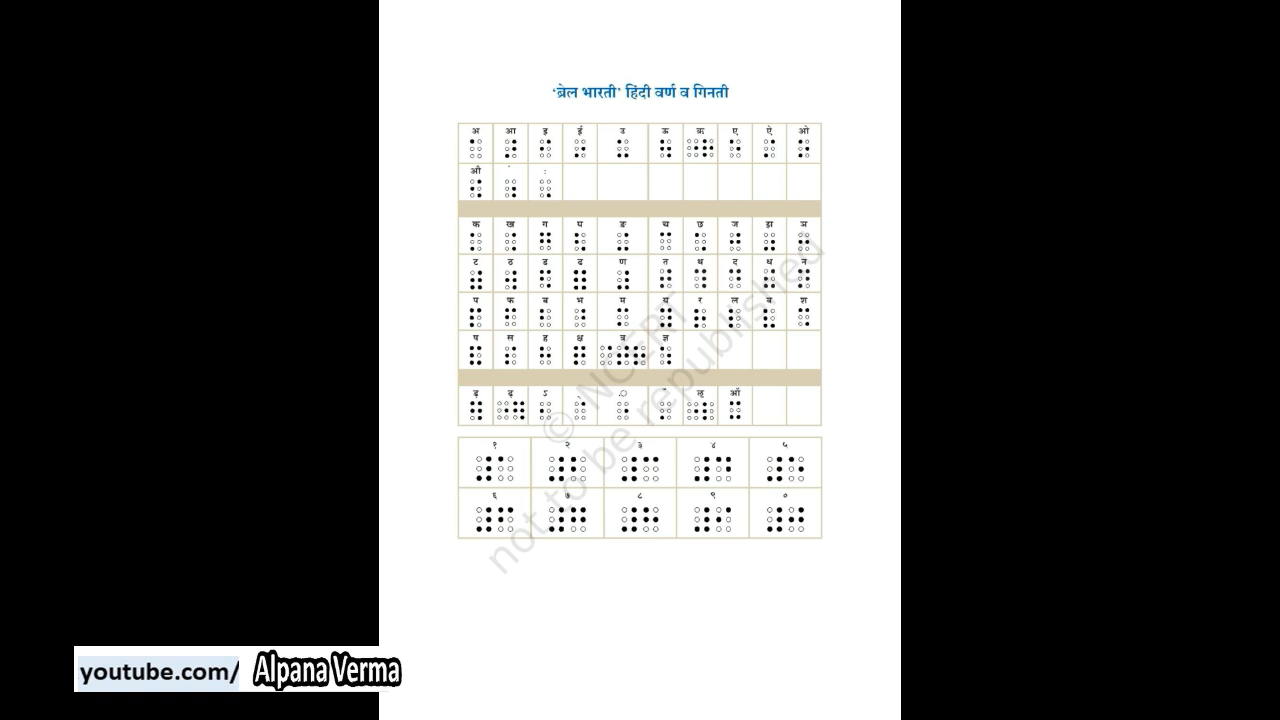 ‘ब्रेल भारती’ हिंदी वर्ण व गिनती
अ आ इ ई उ ऊ ऋ ए ऐ ओ
औ ं ः
क ख ग घ ङ च छ ज झ ञ
ट ठ ड ढ ण त थ द ध न
प फ ब भ म य र ल व श
ष स ह क्ष त्र ज्ञ
ड़ ढ़ ऽ ऑ
१ २ ३ ४ ५
६ ७ ८ ९ ०
© NCERT
not to be republished
youtube.com/ Alpana Verma